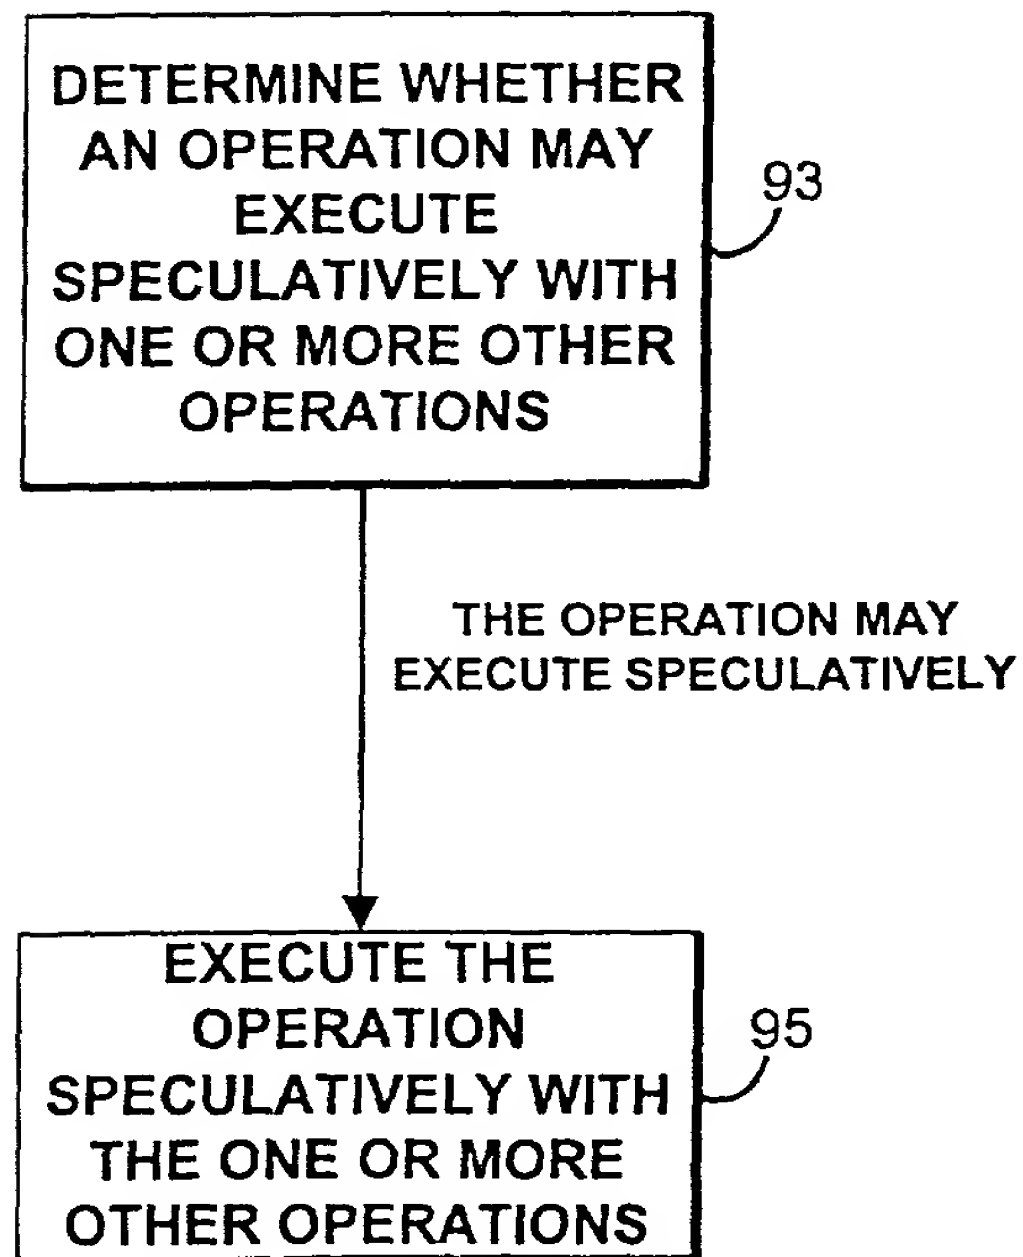 DETERMINE WHETHER
AN OPERATION MAY
EXECUTE
SPECULATIVELY WITH
ONE OR MORE OTHER
OPERATIONS
93
THE OPERATION MAY
EXECUTE SPECULATIVELY
EXECUTE THE
OPERATION
SPECULATIVELY WITH
THE ONE OR MORE
OTHER OPERATIONS
95